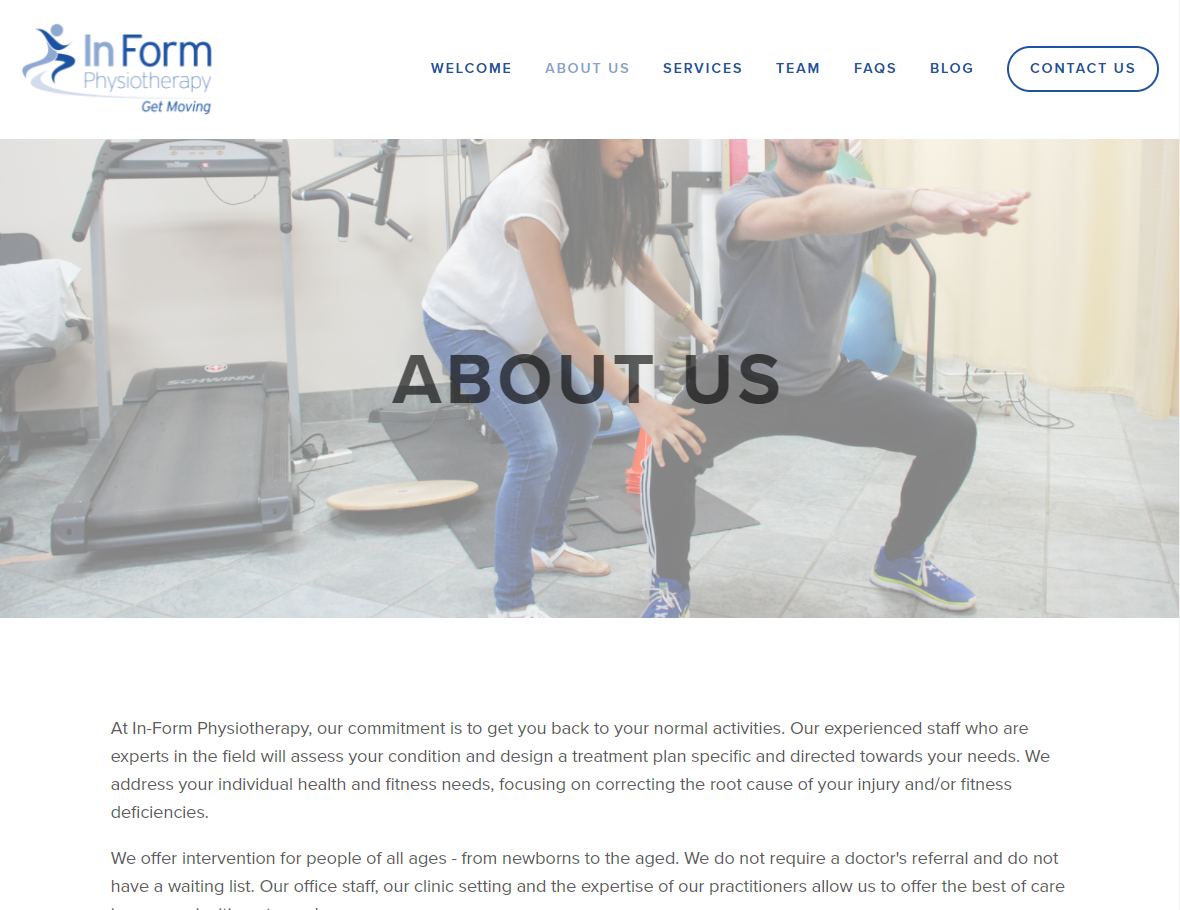 In Form
Physiotherapy
Get Moving
WELCOME ABOUT US SERVICES TEAM FAQS BLOG CONTACT US
SCHWINN
ABOUT US
At In-Form Physiotherapy, our commitment is to get you back to your normal activities. Our experienced staff who are
experts in the field will assess your condition and design a treatment plan specific and directed towards your needs. We
address your individual health and fitness needs, focusing on correcting the root cause of your injury and/or fitness
deficiencies.
We offer intervention for people of all ages - from newborns to the aged. We do not require a doctor's referral and do not
have a waiting list. Our office staff, our clinic setting and the expertise of our practitioners allow us to offer the best of care